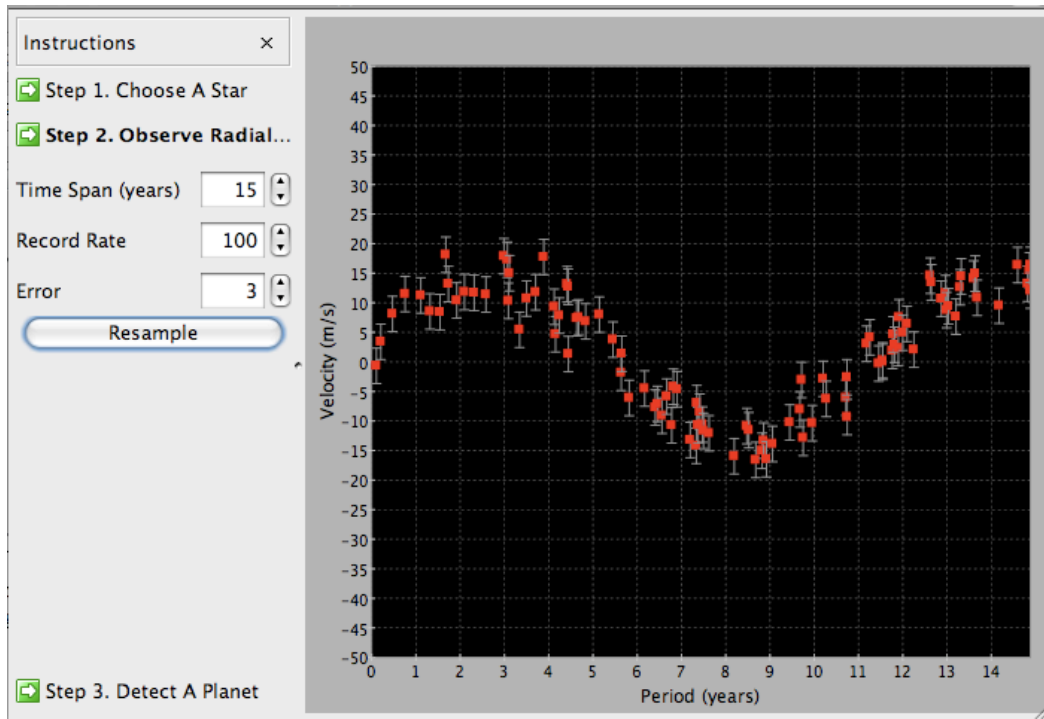 Instructions ×
Step 1. Choose A Star
Step 2. Observe Radial...
Time Span (years) 15
Record Rate 100
Error 3
Resample
Step 3. Detect A Planet
Velocity (m/s)
50
45
40
35
30
25
20
15
10
5
0
−5
−10
−15
−20
−25
−30
−35
−40
−45
−50
0 1 2 3 4 5 6 7 8 9 10 11 12 13 14
Period (years)